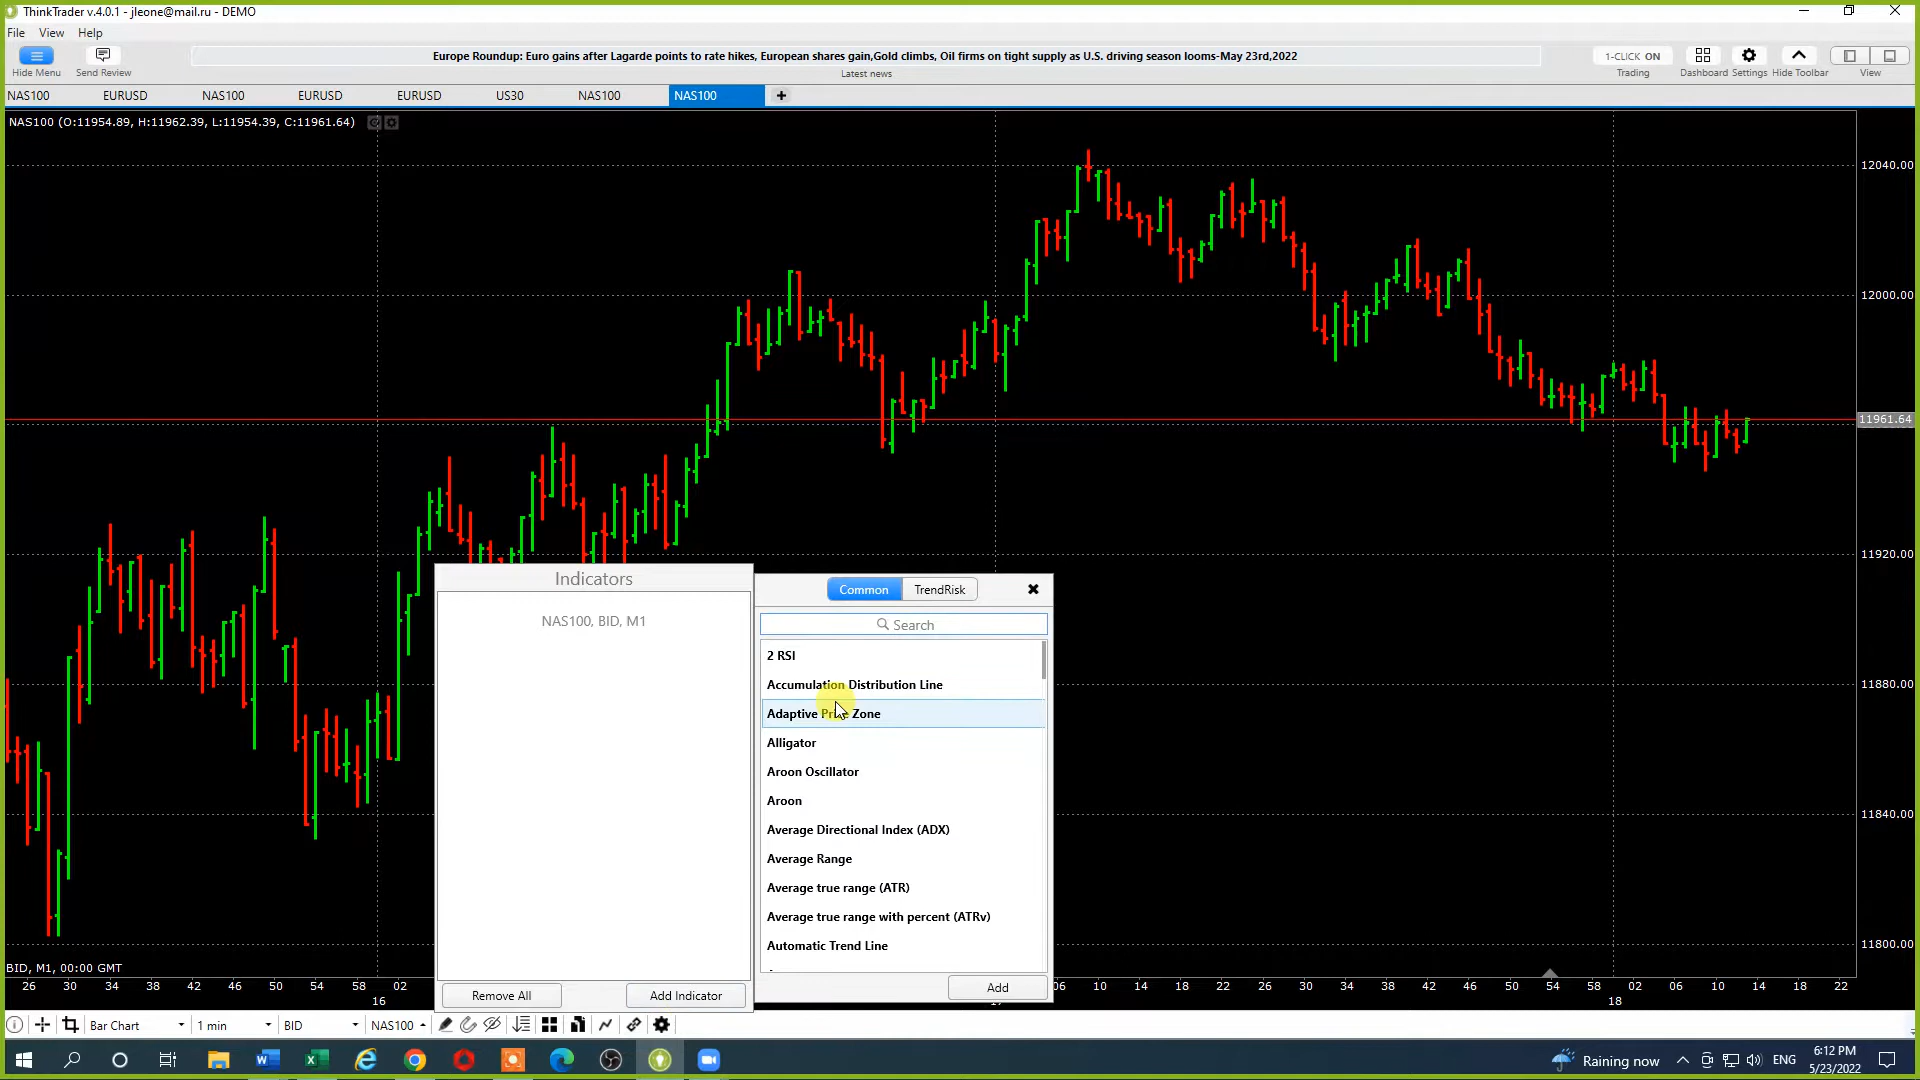 ThinkTrader v.4.0.1 - jleone@mail.ru - DEMO
File View Help
Hide Menu
Send Review
Europe Roundup: Euro gains after Lagarde points to rate hikes, European shares gain,Gold climbs, Oil firms on tight supply as U.S. driving season looms-May 23rd,2022
Latest news
1-CLICK ON
Trading
Dashboard
Settings
Hide Toolbar
View
NAS100 EURUSD NAS100 EURUSD EURUSD US30 NAS100 NAS100 +
NAS100 (O:11954.89, H:11962.39, L:11954.39, C:11961.64)
12040.00
12000.00
11961.64
11920.00
11880.00
11840.00
11800.00
Indicators
NAS100, BID, M1
Remove All
Add Indicator
Common TrendRisk
Search
2 RSI
Accumulation Distribution Line
Adaptive Price Zone
Alligator
Aroon Oscillator
Aroon
Average Directional Index (ADX)
Average Range
Average true range (ATR)
Average true range with percent (ATRv)
Automatic Trend Line
Add
BID, M1, 00:00 GMT
26 30 34 38 42 46 50 54 58 02 06 10 14 18 22 26 30 34 38 42 46 50 54 58 02 06 10 14 18 22
16 18
Bar Chart 1 min BID NAS100
Raining now
ENG
6:12 PM
5/23/2022